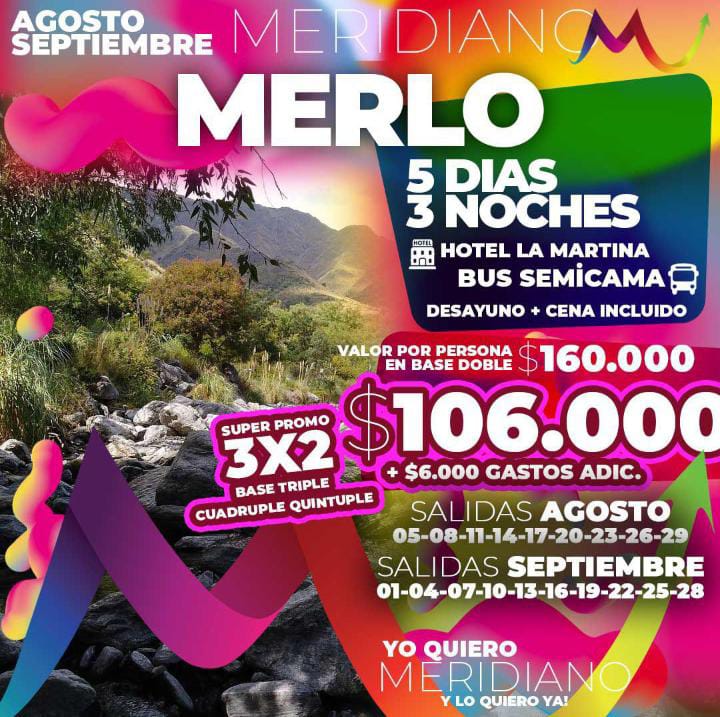 AGOSTO
SEPTIEMBRE
MERIDIANO
MERLO
5 DIAS
3 NOCHES
HOTEL
HOTEL LA MARTINA
BUS SEMiCAMA
DESAYUNO + CENA INCLUIDO
VALOR POR PERSONA
EN BASE DOBLE $160.000
SUPER PROMO
3X2
BASE TRIPLE
CUADRUPLE QUINTUPLE
$106.000
+ $6.000 GASTOS ADIC.
SALIDAS AGOSTO
05-08-11-14-17-20-23-26-29
SALIDAS SEPTIEMBRE
01-04-07-10-13-16-19-22-25-28
YO QUIERO
MERIDIANO
Y LO QUIERO YA!